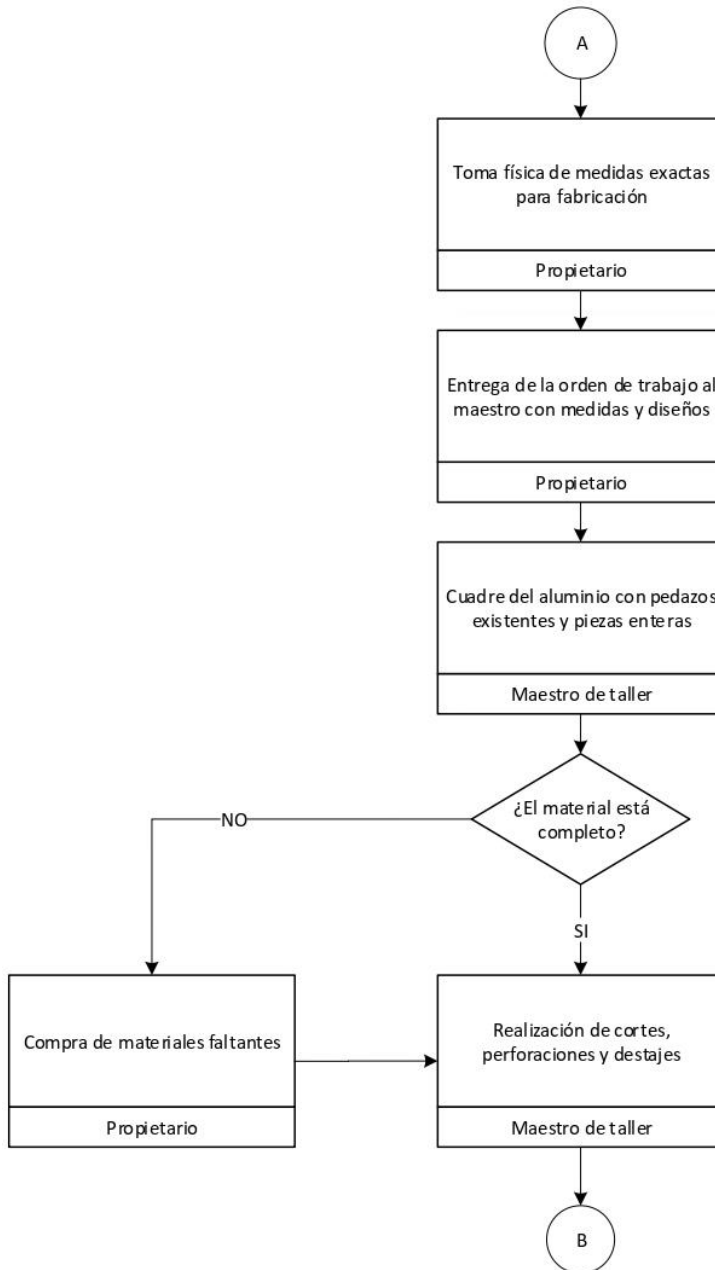 A
Toma física de medidas exactas
para fabricación
Propietario
Entrega de la orden de trabajo al
maestro con medidas y diseños
Propietario
Cuadre del aluminio con pedazos
existentes y piezas enteras
Maestro de taller
¿El material está
completo?
NO
SI
Compra de materiales faltantes
Propietario
Realización de cortes,
perforaciones y destajes
Maestro de taller
B